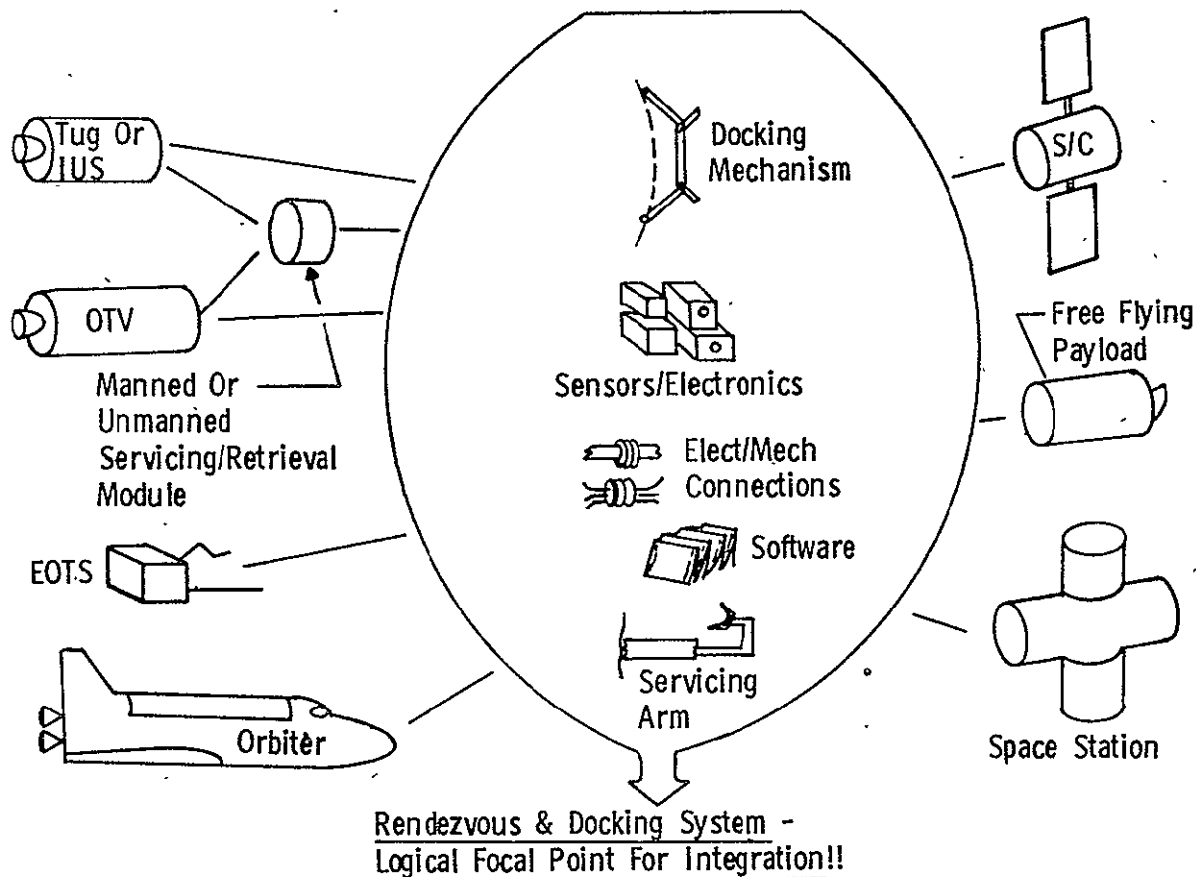 Tug Or
IUS
OTV
Manned Or
Unmanned
Servicing/Retrieval
Module
EOTS
Orbiter
Docking
Mechanism
Sensors/Electronics
Elect/Mech
Connections
Software
Servicing
Arm
S/C
Free Flying
Payload
Space Station
Rendezvous & Docking System -
Logical Focal Point For Integration!!